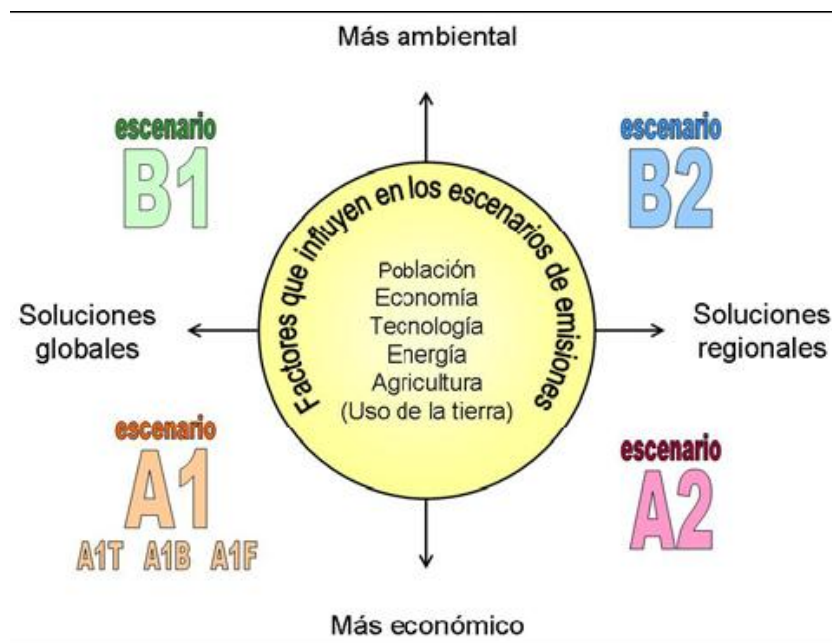 Más ambiental
escenario
B1
escenario
B2
Factores que influyen en los escenarios de emisiones
Población
Economía
Tecnología
Energía
Agricultura
(Uso de la tierra)
Soluciones
globales
Soluciones
regionales
escenario
A1
A1T A1B A1F
escenario
A2
Más económico